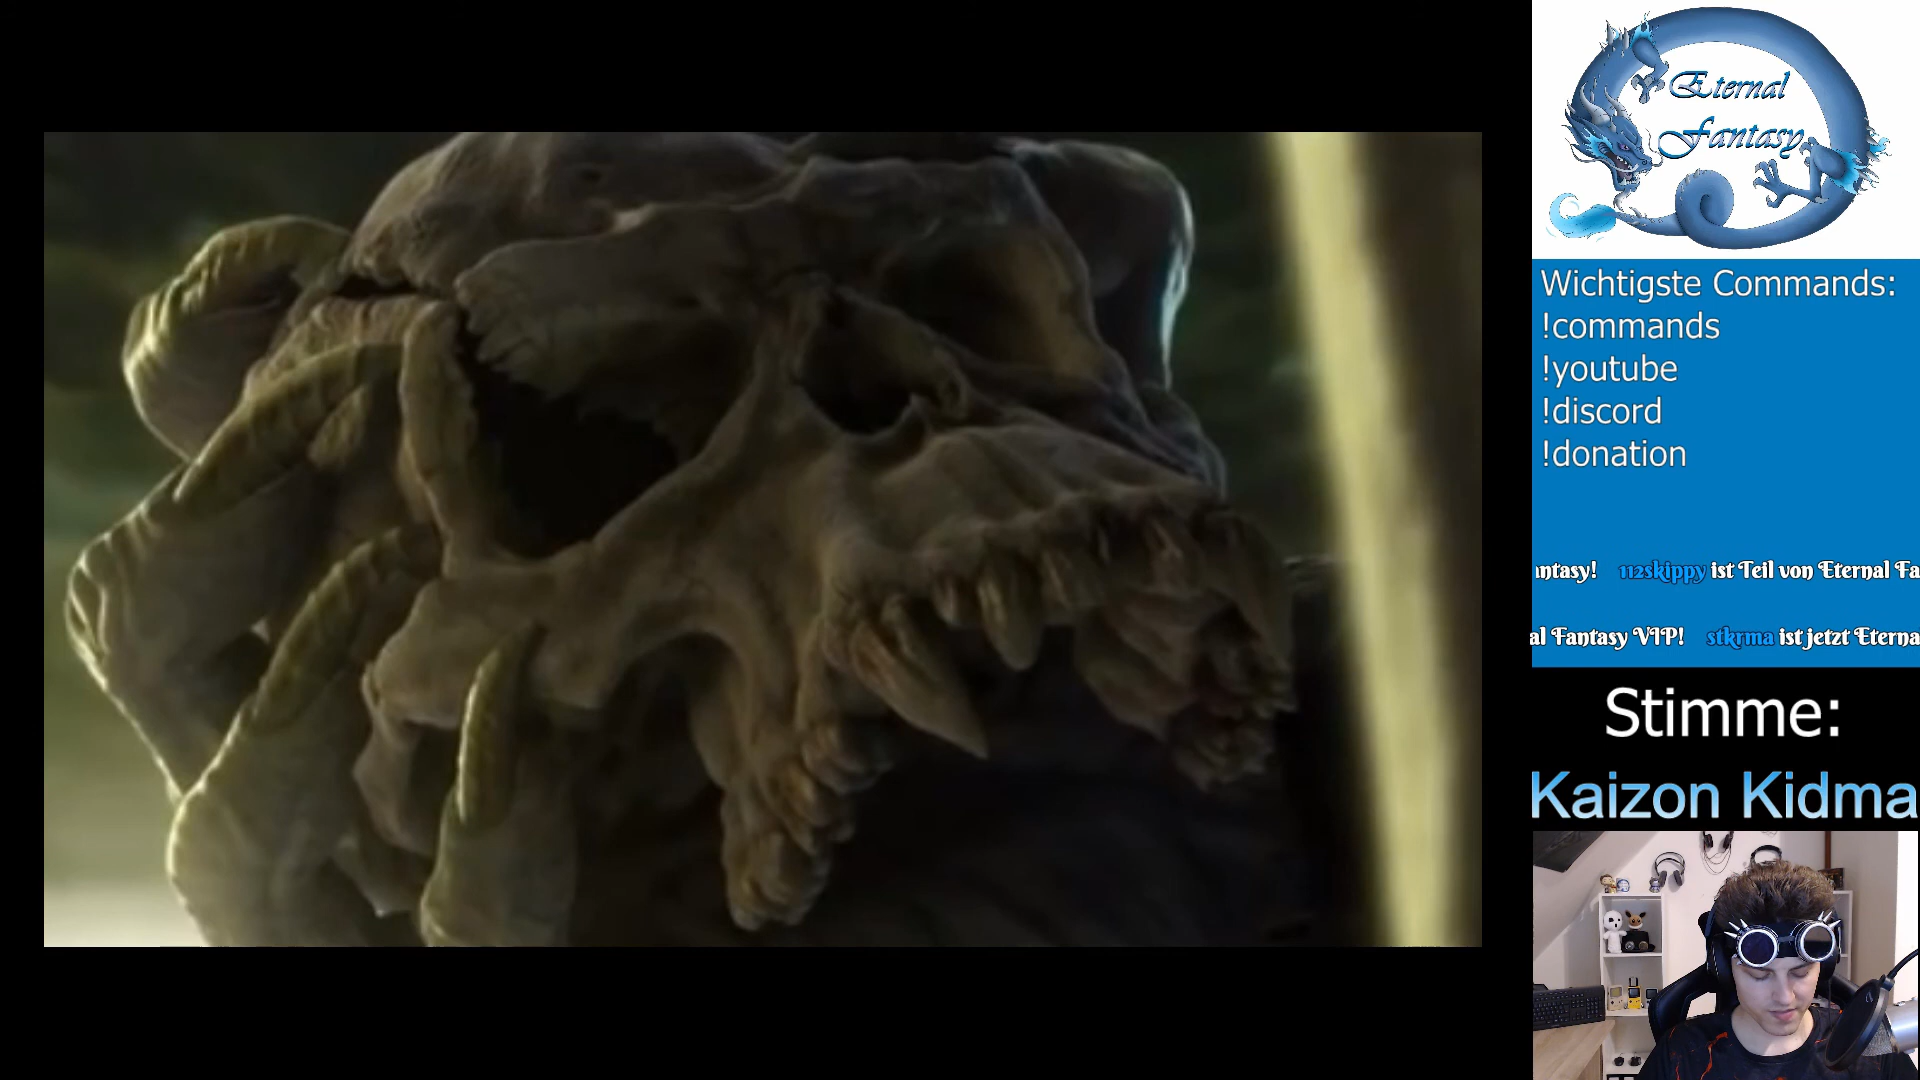 Eternal
Fantasy
Wichtigste Commands:
!commands
!youtube
!discord
!donation
antasy! 112skippy ist Teil von Eternal Fa
al Fantasy VIP! stkrma ist jetzt Eterna
Stimme:
Kaizon Kidma